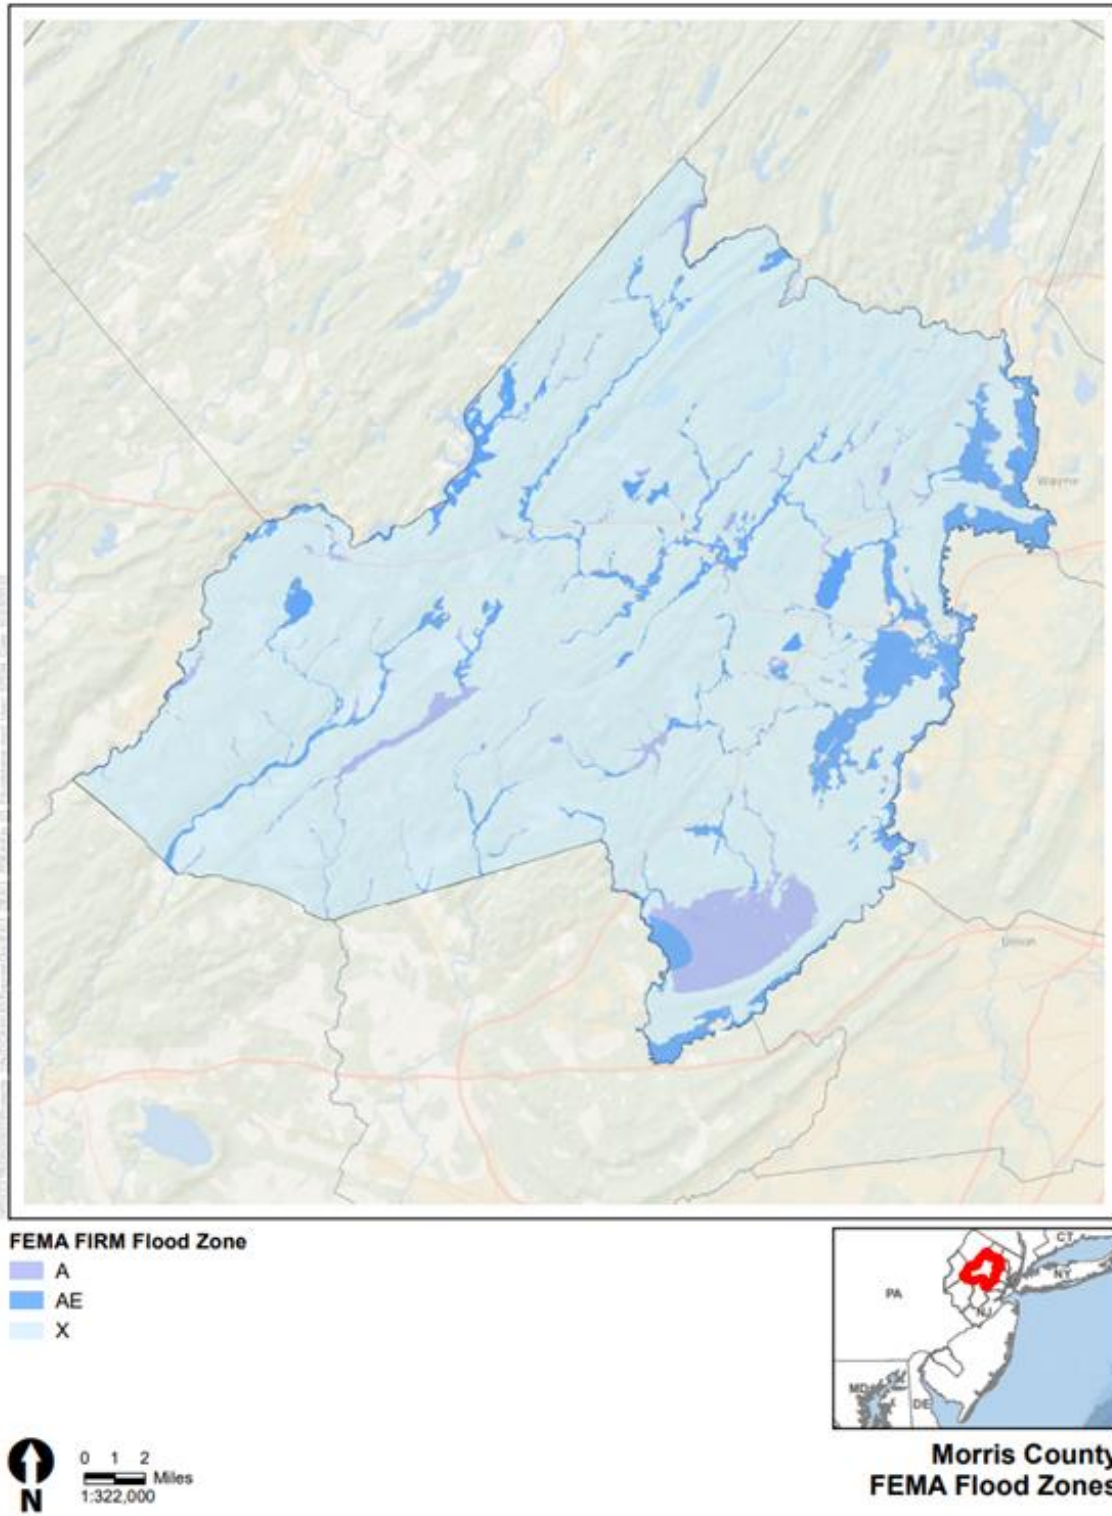 Wayne
Union
FEMA FIRM Flood Zone
A
AE
X
CT
NY
PA
NJ
MD
DE
0 1 2
Miles
1:322,000
N
Morris County
FEMA Flood Zones